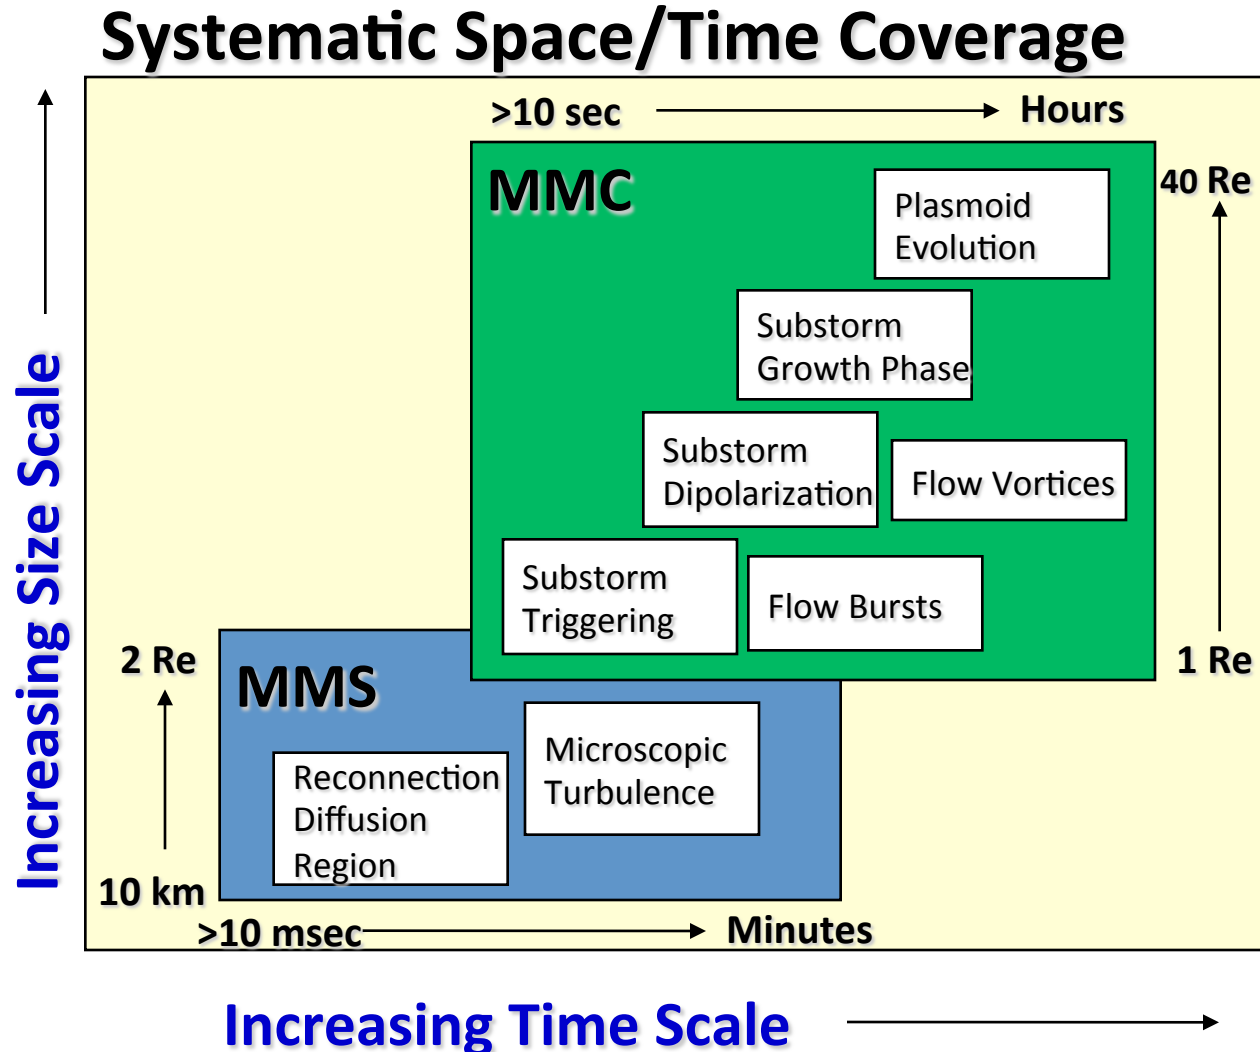 Systematic Space/Time Coverage
>10 sec
Hours
MMC
40 Re
Plasmoid
Evolution
Substorm
Growth Phase
Substorm
Dipolarization
Flow Vortices
Substorm
Triggering
Flow Bursts
1 Re
2 Re
MMS
Microscopic
Turbulence
Reconnection
Diffusion
Region
10 km
>10 msec
Minutes
Increasing Size Scale
Increasing Time Scale